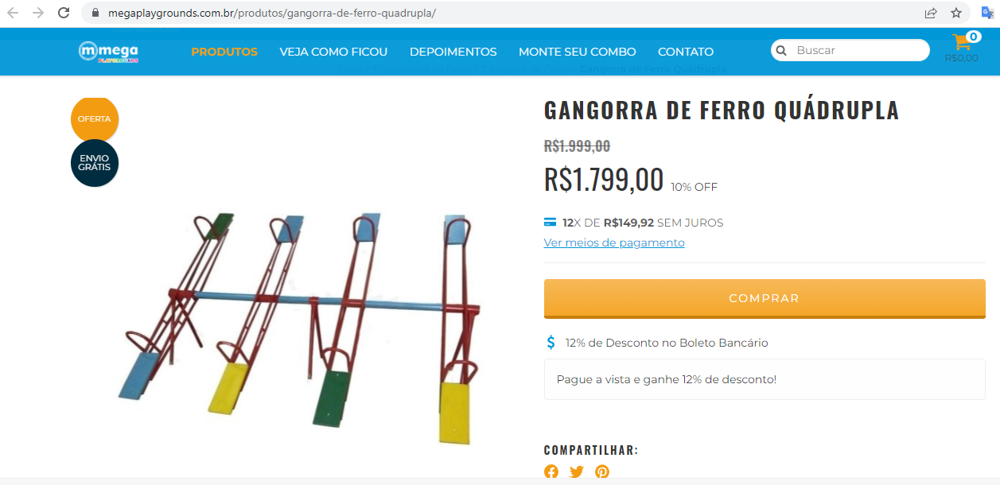 megaplaygrounds.com.br/produtos/gangorra-de-ferro-quadrupla/
mega
PLAYGROUNDS
PRODUTOS
VEJA COMO FICOU
DEPOIMENTOS
MONTE SEU COMBO
CONTATO
Buscar
0
R$0,00
Gangorra de Ferro Quádrupla
OFERTA
ENVIO
GRÁTIS
GANGORRA DE FERRO QUÁDRUPLA
R$1.999,00
R$1.799,00 10% OFF
12X DE R$149,92 SEM JUROS
Ver meios de pagamento
COMPRAR
12% de Desconto no Boleto Bancário
Pague a vista e ganhe 12% de desconto!
COMPARTILHAR: